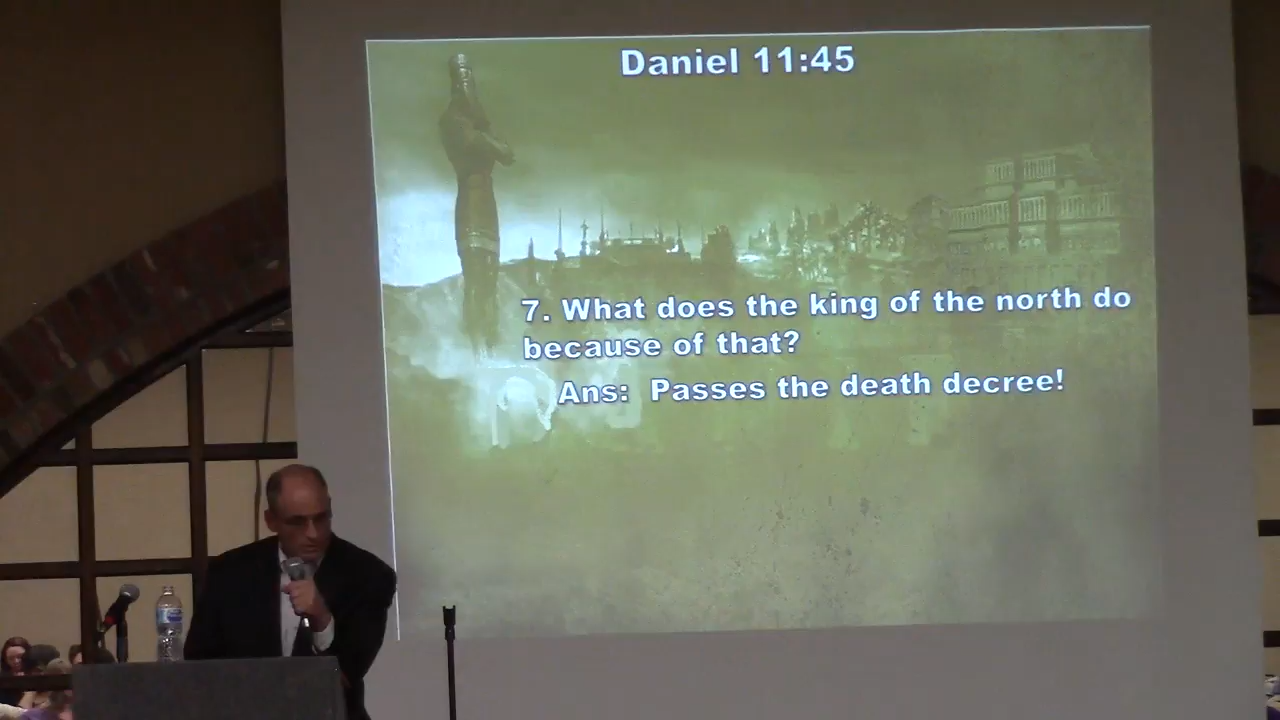 Daniel 11:45
7. What does the king of the north do
because of that?
Ans: Passes the death decree!